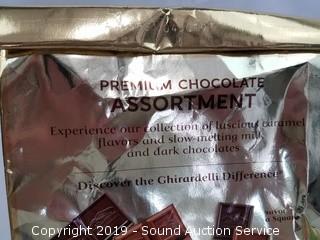 PREMIUM CHOCOLATE
ASSORTMENT
Experience our collection of luscious caramel
flavors and slow-melting milk
and dark chocolates
Discover the Ghirardelli Difference
Copyright 2019 - Sound Auction Service